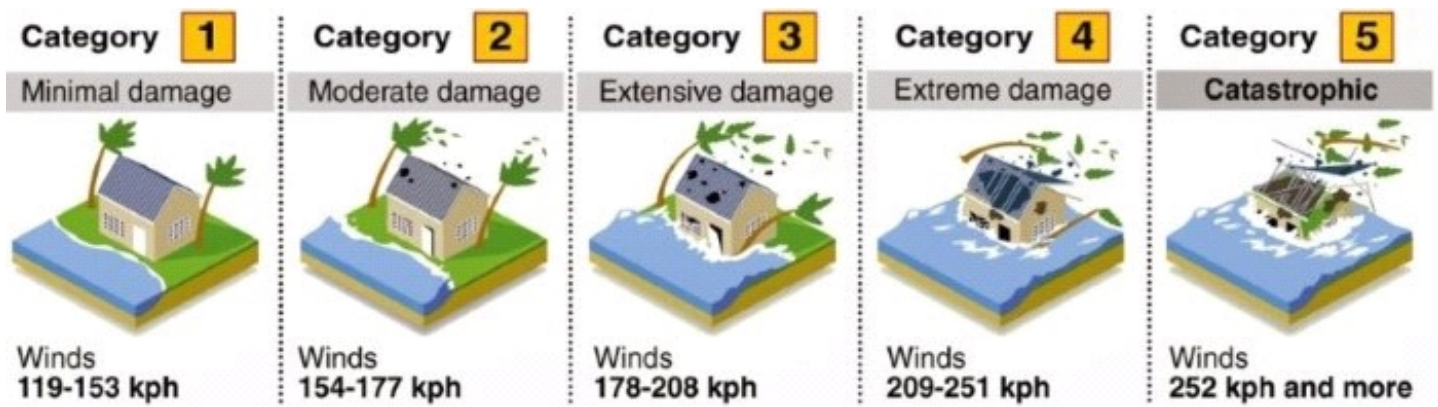 Category 1
Minimal damage
Winds
119-153 kph
Category 2
Moderate damage
Winds
154-177 kph
Category 3
Extensive damage
Winds
178-208 kph
Category 4
Extreme damage
Winds
209-251 kph
Category 5
Catastrophic
Winds
252 kph and more